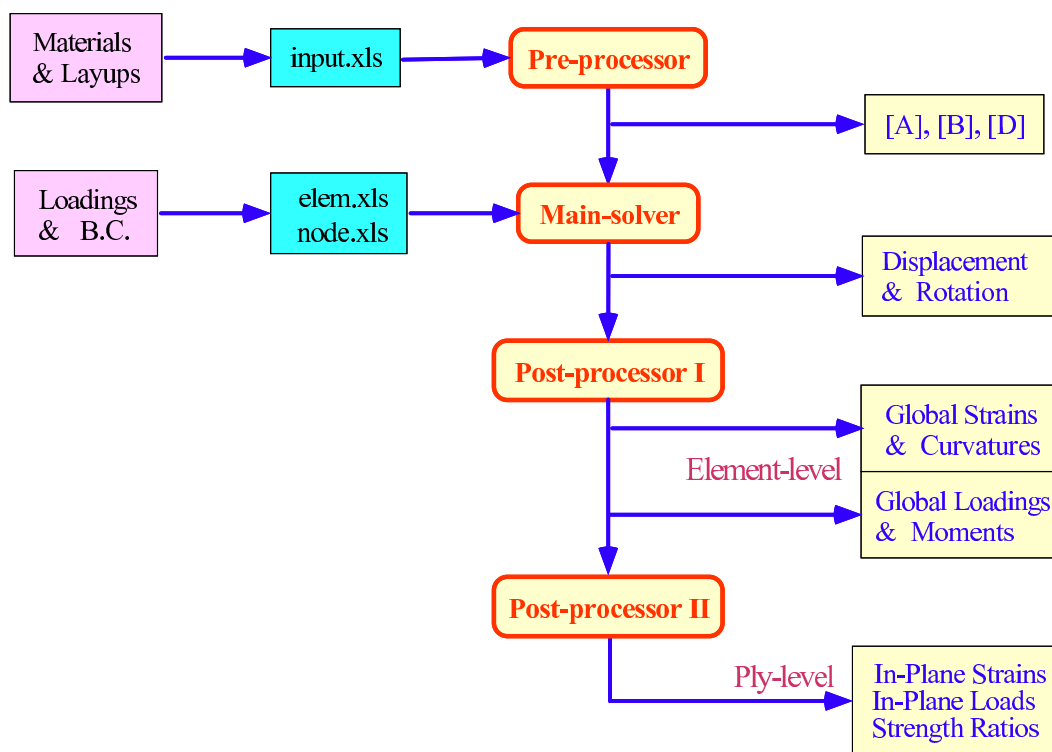 Materials
& Layups
input.xls
Pre-processor
[A], [B], [D]
Loadings
& B.C.
elem.xls
node.xls
Main-solver
Displacement
& Rotation
Post-processor I
Global Strains
& Curvatures
Element-level
Global Loadings
& Moments
Post-processor II
Ply-level
In-Plane Strains
In-Plane Loads
Strength Ratios